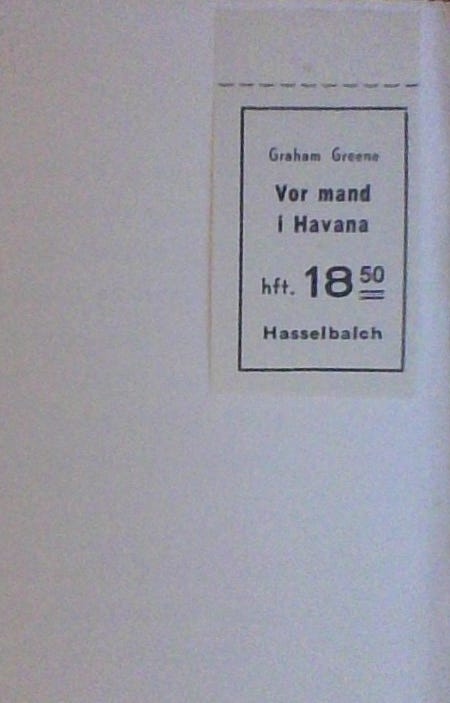 Graham Greene
Vor mand
i Havana
hft. 18 50
Hasselbalch